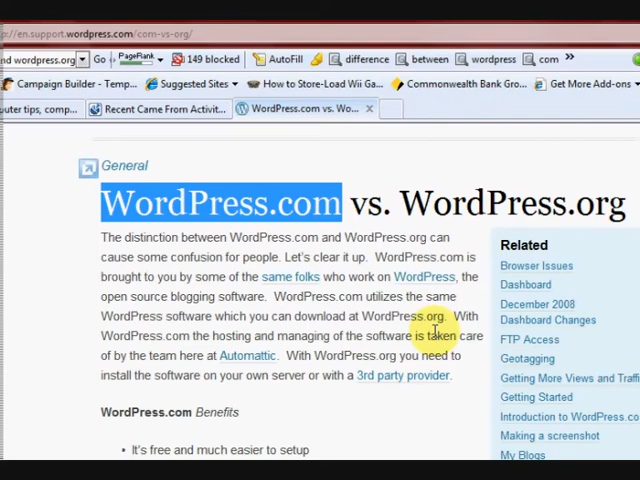 ://en.support.wordpress.com/com-vs-org/
nd wordpress.org Go PageRank 149 blocked AutoFill difference between wordpress com »
Campaign Builder - Temp... Suggested Sites How to Store-Load Wii Ga... Commonwealth Bank Group... Get More Add-ons
puter tips, comp... Recent Came From Activit... WordPress.com vs. Wo... x
General
WordPress.com vs. WordPress.org
The distinction between WordPress.com and WordPress.org can
cause some confusion for people. Let's clear it up. WordPress.com is
brought to you by some of the same folks who work on WordPress, the
open source blogging software. WordPress.com utilizes the same
WordPress software which you can download at WordPress.org. With
WordPress.com the hosting and managing of the software is taken care
of by the team here at Automattic. With WordPress.org you need to
install the software on your own server or with a 3rd party provider.
WordPress.com Benefits
• It's free and much easier to setup
Related
Browser Issues
Dashboard
December 2008
Dashboard Changes
FTP Access
Geotagging
Getting More Views and Traffi
Getting Started
Introduction to WordPress.co
Making a screenshot
My Blogs